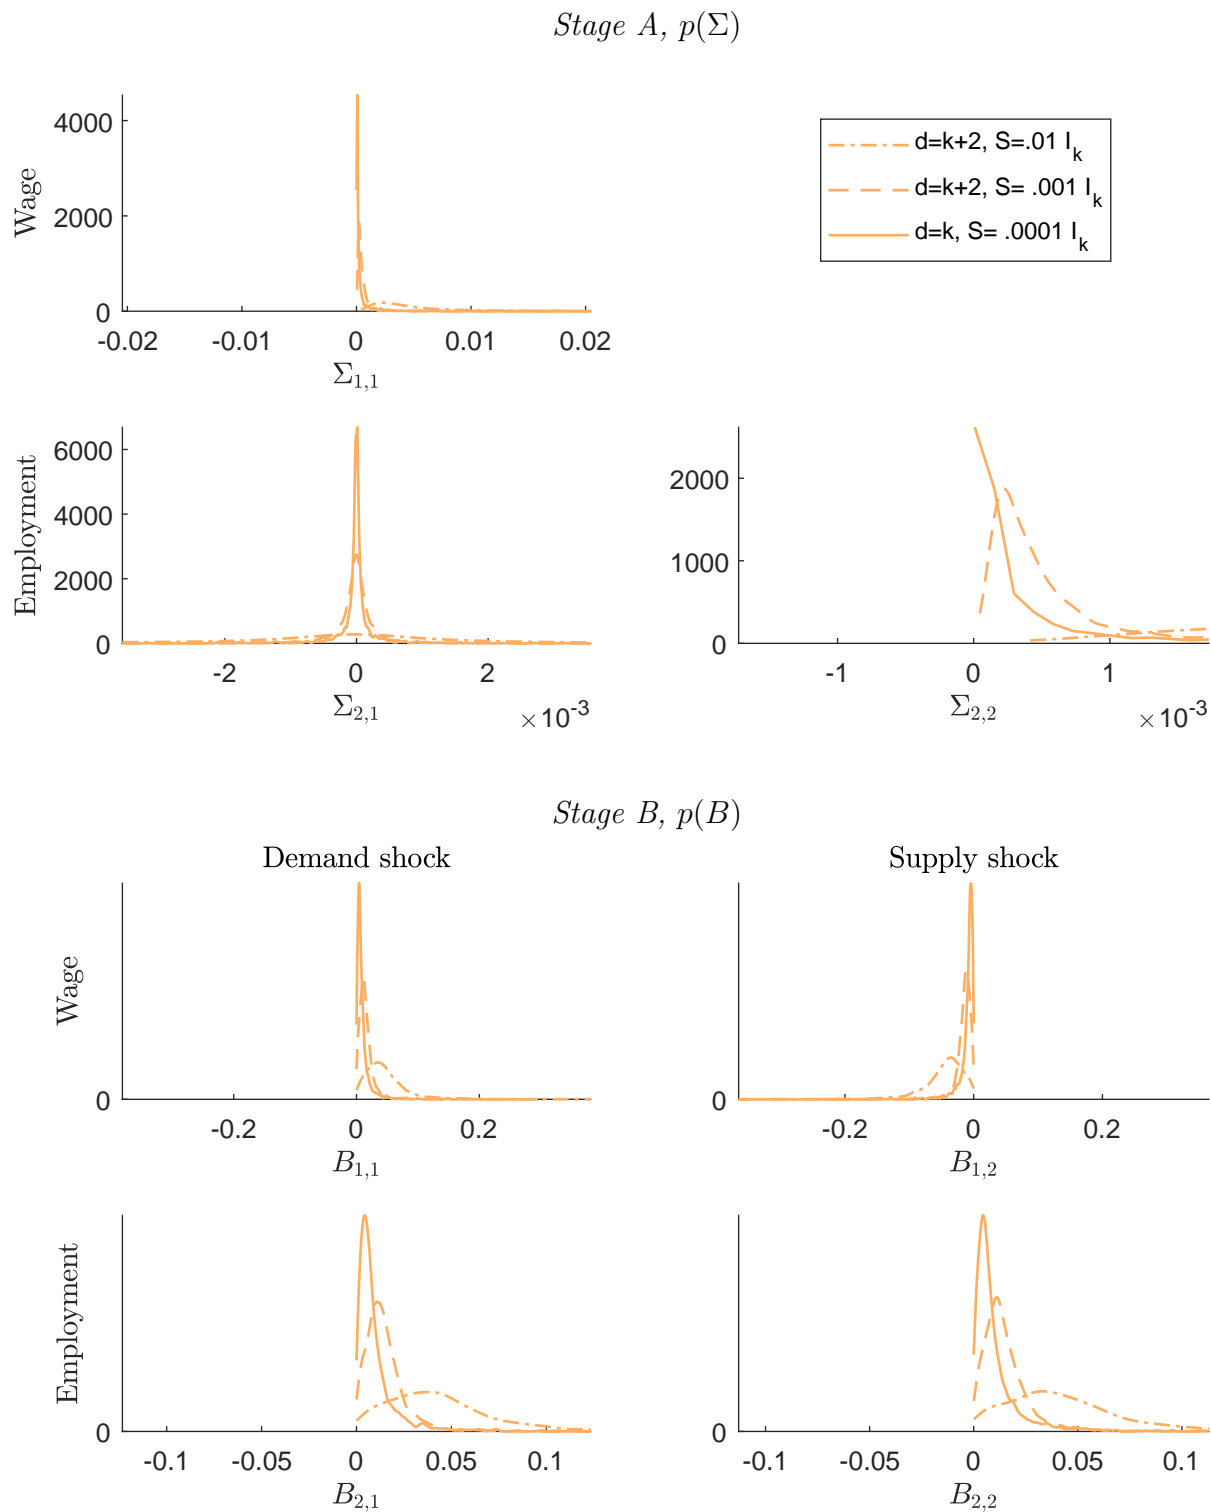 Stage A, p(Σ)
Wage
4000
2000
0
-0.02 -0.01 0 0.01 0.02
Σ1,1
d=k+2, S=.01 I_k
d=k+2, S= .001 I_k
d=k, S= .0001 I_k
Employment
6000
4000
2000
0
-2 0 2
×10^-3
Σ2,1
2000
1000
0
-1 0 1
×10^-3
Σ2,2
Stage B, p(B)
Demand shock
Wage
0
-0.2 0 0.2
B1,1
Supply shock
0
-0.2 0 0.2
B1,2
Employment
0
-0.1 -0.05 0 0.05 0.1
B2,1
0
-0.1 -0.05 0 0.05 0.1
B2,2